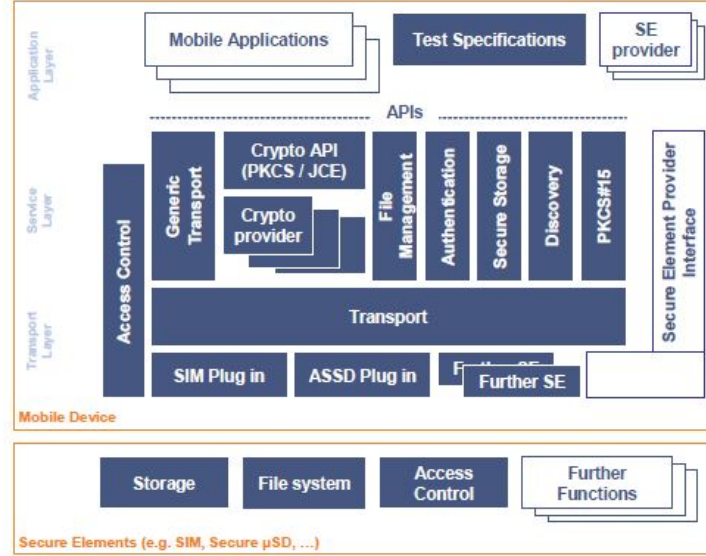 Application
Layer
Mobile Applications
Test Specifications
SE
provider
APIs
Service
Layer
Access Control
Generic
Transport
Crypto API
(PKCS / JCE)
Crypto
provider
File
Management
Authentication
Secure Storage
Discovery
PKCS#15
Secure Element Provider
Interface
Transport
Layer
Transport
SIM Plug in
ASSD Plug in
Further SE
Further SE
Mobile Device
Storage
File system
Access
Control
Further
Functions
Secure Elements (e.g. SIM, Secure µSD, ...)